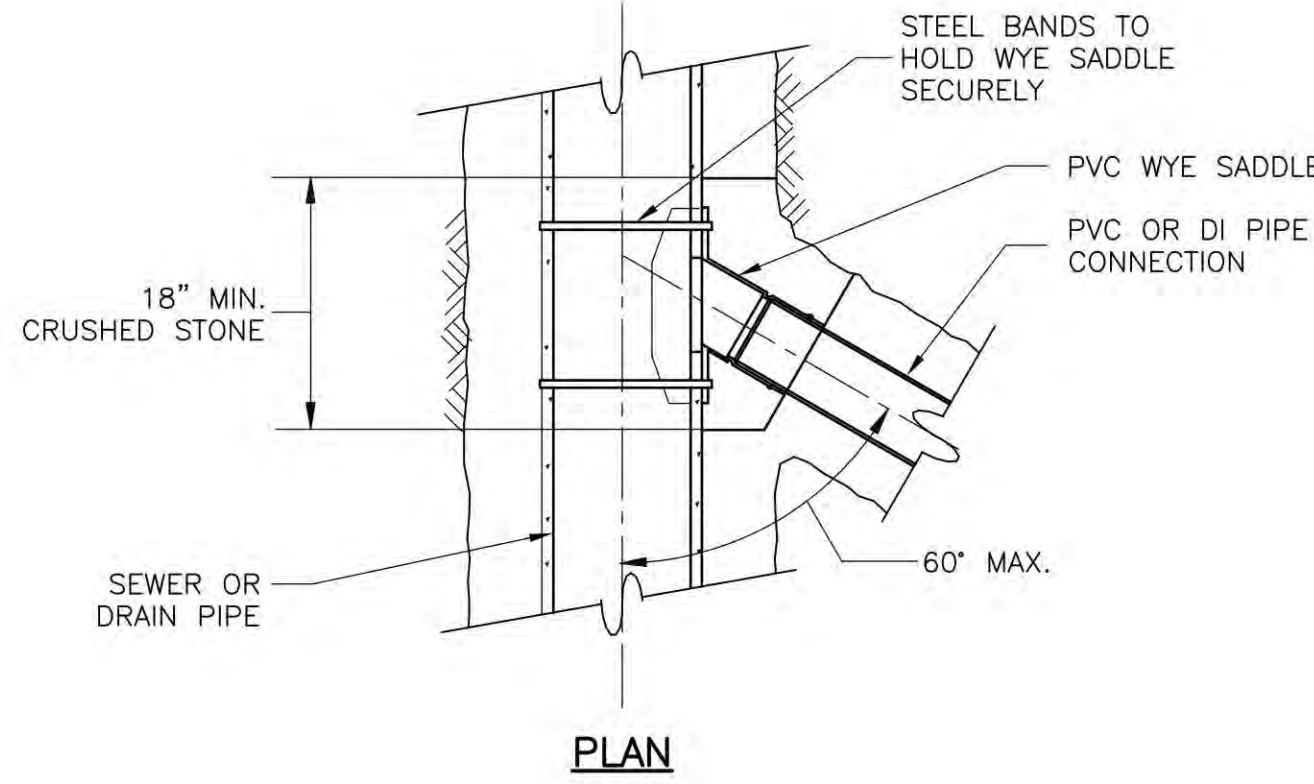 STEEL BANDS TO
HOLD WYE SADDLE
SECURELY
PVC WYE SADDLE
PVC OR DI PIPE
CONNECTION
18" MIN.
CRUSHED STONE
SEWER OR
DRAIN PIPE
60° MAX.
PLAN